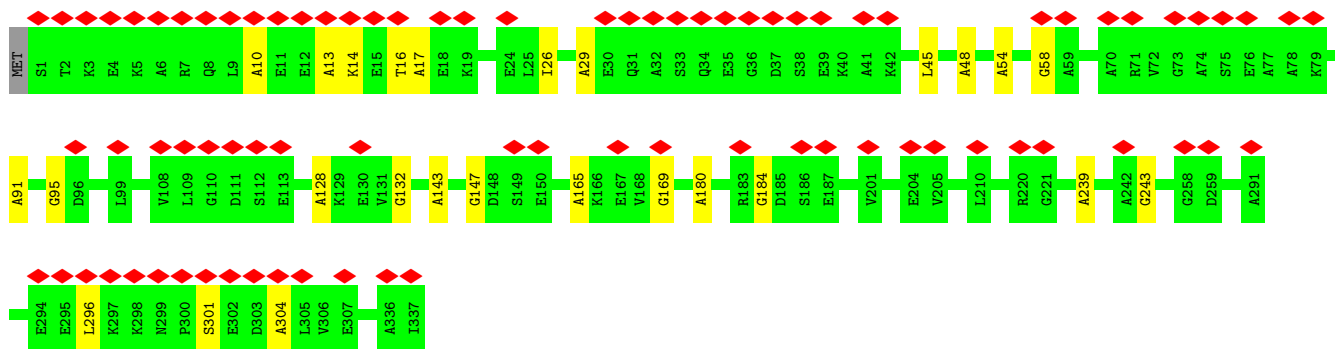 MET S1 T2 K3 E4 K5 A6 R7 Q8 L9 A10 E11 E12 A13 K14 E15 T16 A17 E18 K19 E24 L25 I26 A29 E30 Q31 A32 S33 Q34 E35 G36 D37 S38 E39 K40 A41 K42 L45 A48 A54 G58 A59 A70 R71 V72 G73 A74 S75 E76 A77 A78 K79
A91 G95 D96 L99 V108 L109 G110 D111 S112 E113 A128 K129 E130 V131 G132 A143 G147 D148 S149 E150 A165 K166 E167 V168 G169 A180 R183 G184 D185 S186 E187 V201 E204 V205 L210 R220 G221 A239 A242 G243 G258 D259 A291
E294 E295 L296 K297 K298 N299 P300 S301 E302 D303 A304 L305 V306 E307 A336 I337